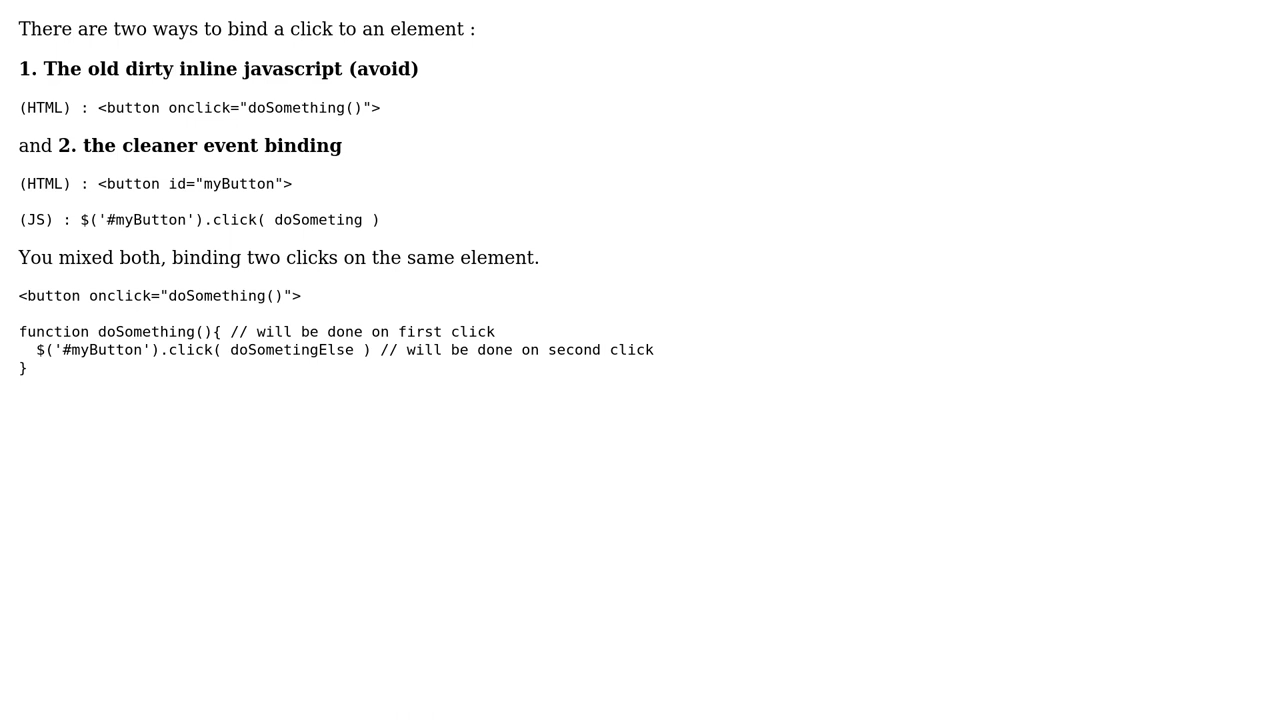 There are two ways to bind a click to an element :
1. The old dirty inline javascript (avoid)
(HTML) : <button onclick="doSomething()">
and 2. the cleaner event binding
(HTML) : <button id="myButton">
(JS) : $('#myButton').click( doSometing )
You mixed both, binding two clicks on the same element.
<button onclick="doSomething()">
function doSomething(){ // will be done on first click
  $('#myButton').click( doSometingElse ) // will be done on second click
}